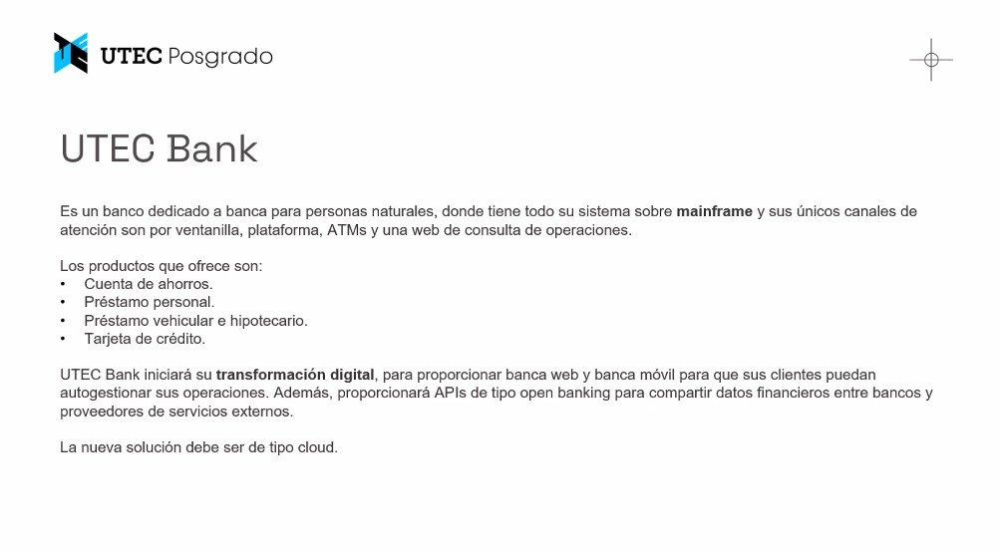 UTEC Posgrado
UTEC Bank
Es un banco dedicado a banca para personas naturales, donde tiene todo su sistema sobre mainframe y sus únicos canales de
atención son por ventanilla, plataforma, ATMs y una web de consulta de operaciones.
Los productos que ofrece son:
• Cuenta de ahorros.
• Préstamo personal.
• Préstamo vehicular e hipotecario.
• Tarjeta de crédito.
UTEC Bank iniciará su transformación digital, para proporcionar banca web y banca móvil para que sus clientes puedan
autogestionar sus operaciones. Además, proporcionará APIs de tipo open banking para compartir datos financieros entre bancos y
proveedores de servicios externos.
La nueva solución debe ser de tipo cloud.